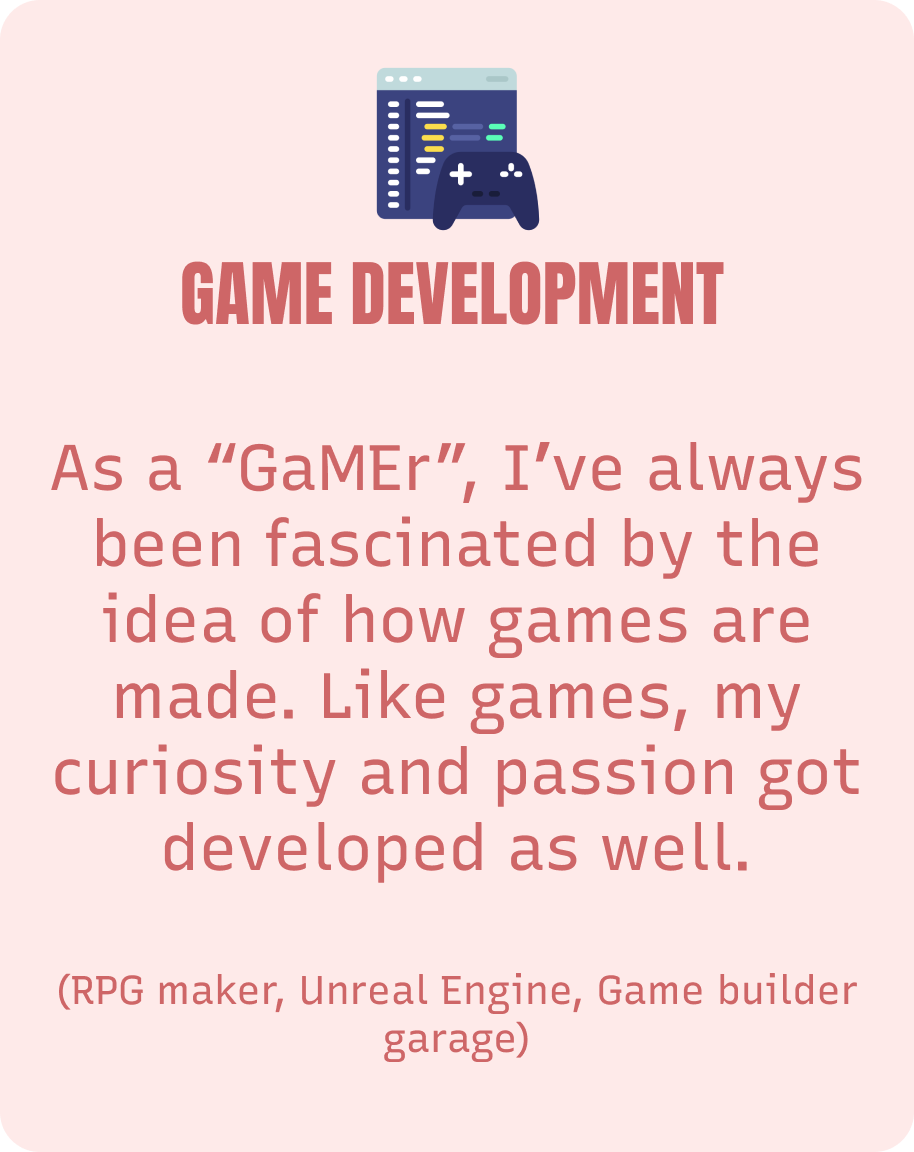 GAME DEVELOPMENT
As a “GaMEr”, I’ve always
been fascinated by the
idea of how games are
made. Like games, my
curiosity and passion got
developed as well.
(RPG maker, Unreal Engine, Game builder
garage)